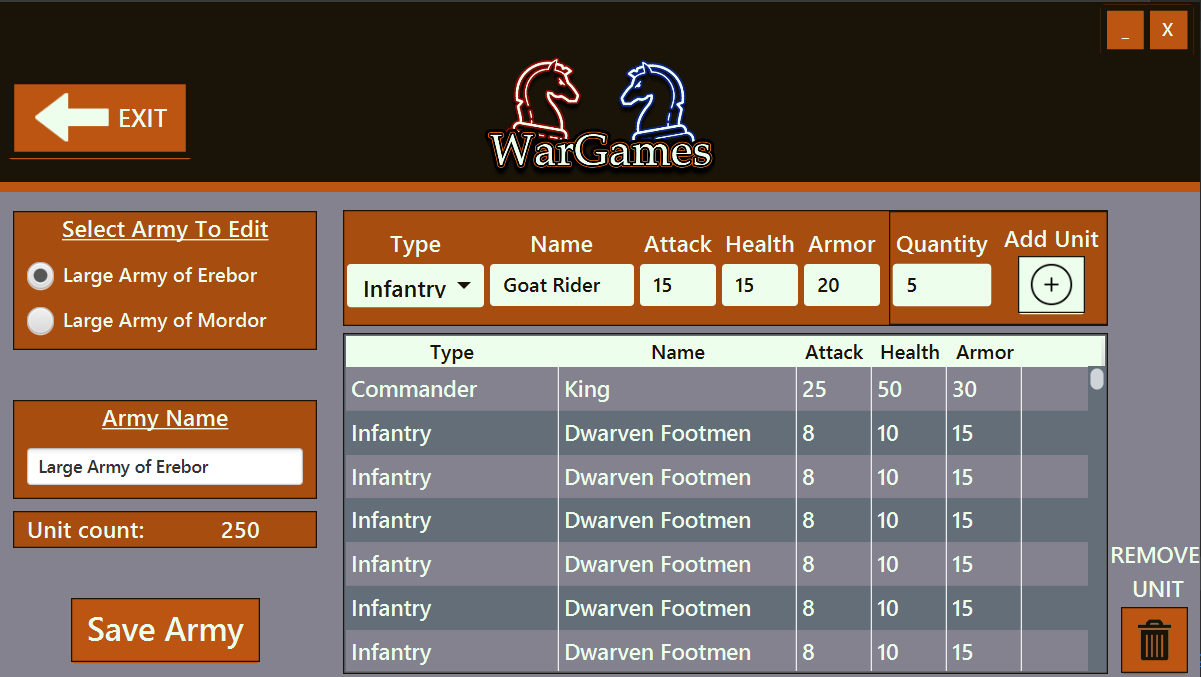 _ X
EXIT
WarGames
Select Army To Edit
Large Army of Erebor
Large Army of Mordor
Army Name
Large Army of Erebor
Unit count: 250
Save Army
Type Name Attack Health Armor Quantity Add Unit
Infantry Goat Rider 15 15 20 5 +
Type Name Attack Health Armor
Commander King 25 50 30
Infantry Dwarven Footmen 8 10 15
Infantry Dwarven Footmen 8 10 15
Infantry Dwarven Footmen 8 10 15
Infantry Dwarven Footmen 8 10 15
Infantry Dwarven Footmen 8 10 15
Infantry Dwarven Footmen 8 10 15
REMOVE
UNIT